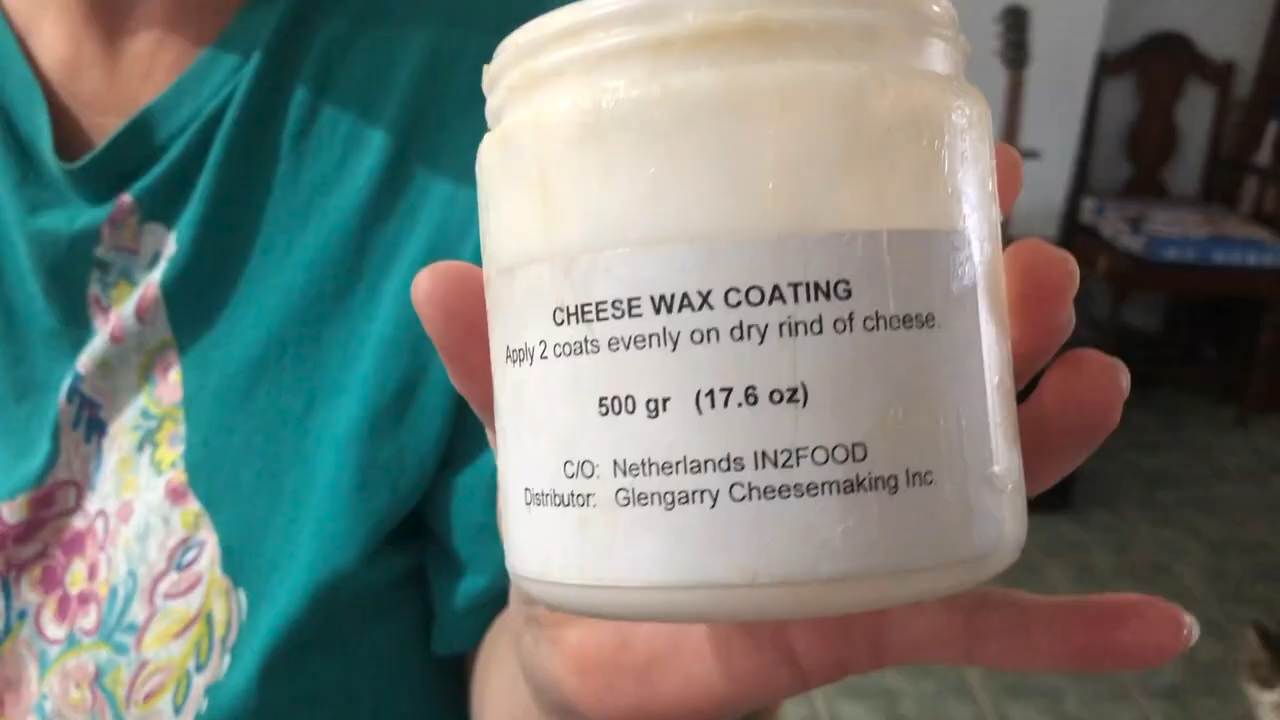 CHEESE WAX COATING
Apply 2 coats evenly on dry rind of cheese.
500 gr (17.6 oz)
C/O: Netherlands IN2FOOD
Distributor: Glengarry Cheesemaking Inc